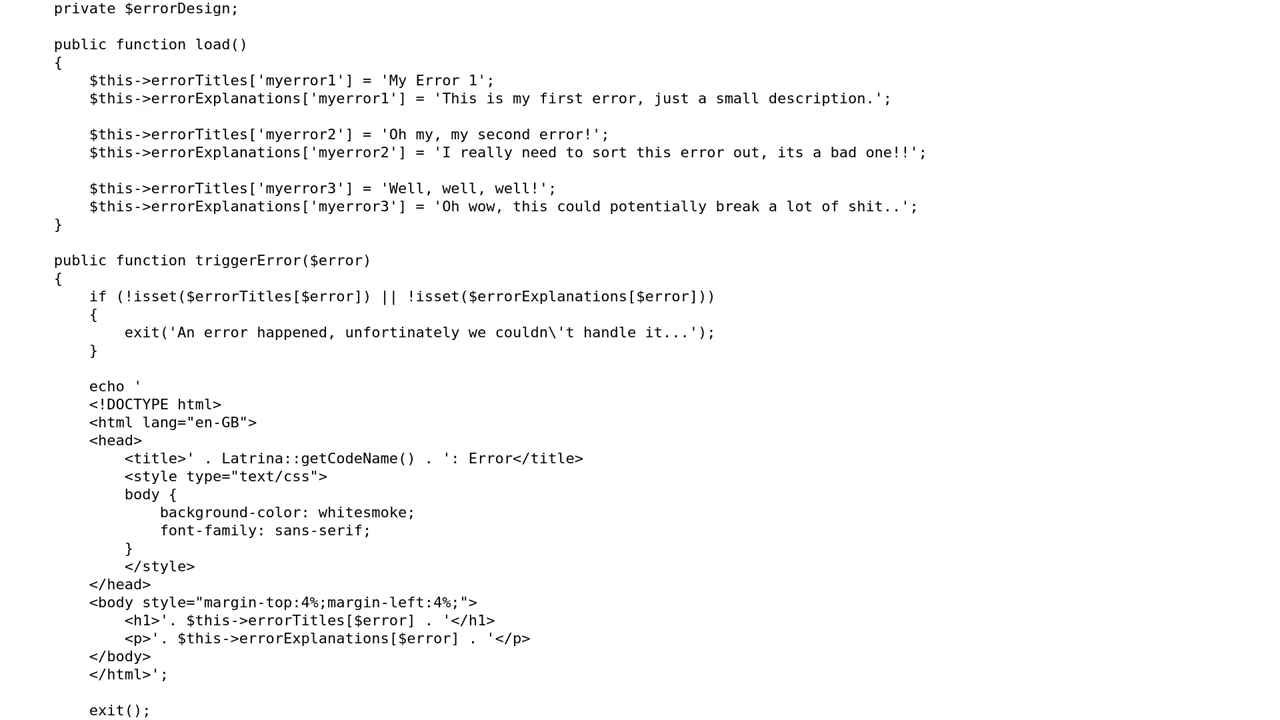 private $errorDesign;
public function load()
{
$this->errorTitles['myerror1'] = 'My Error 1';
$this->errorExplanations['myerror1'] = 'This is my first error, just a small description.';
$this->errorTitles['myerror2'] = 'Oh my, my second error!';
$this->errorExplanations['myerror2'] = 'I really need to sort this error out, its a bad one!!';
$this->errorTitles['myerror3'] = 'Well, well, well!';
$this->errorExplanations['myerror3'] = 'Oh wow, this could potentially break a lot of shit..';
}
public function triggerError($error)
{
if (!isset($errorTitles[$error]) || !isset($errorExplanations[$error]))
{
exit('An error happened, unfortunately we couldn\'t handle it...');
}
echo '
<!DOCTYPE html>
<html lang="en-GB">
<head>
<title>' . Latrina::getCodeName() . ': Error</title>
<style type="text/css">
body {
background-color: whitesmoke;
font-family: sans-serif;
}
</style>
</head>
<body style="margin-top:4%;margin-left:4%;">
<h1>'. $this->errorTitles[$error] . '</h1>
<p>'. $this->errorExplanations[$error] . '</p>
</body>
</html>';
exit();